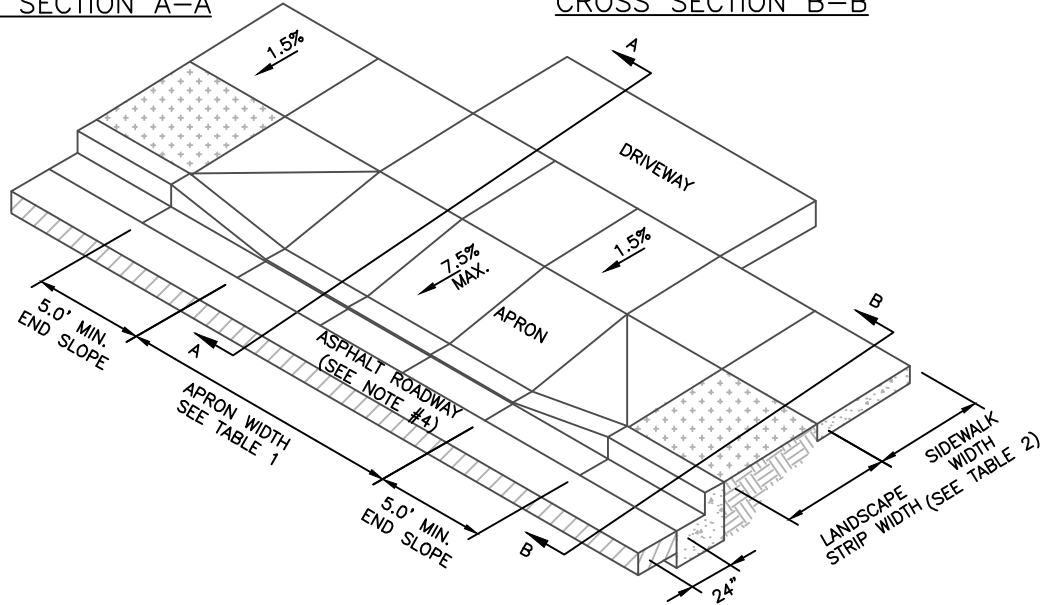 SECTION A-A
CROSS SECTION B-B
A
1.5%
DRIVEWAY
1.5%
7.5%
MAX.
APRON
B
5.0' MIN.
END SLOPE
A
ASPHALT ROADWAY
(SEE NOTE #4)
APRON WIDTH
SEE TABLE 1
SIDEWALK
WIDTH
(SEE TABLE 2)
LANDSCAPE
STRIP WIDTH
5.0' MIN.
END SLOPE
B
24"